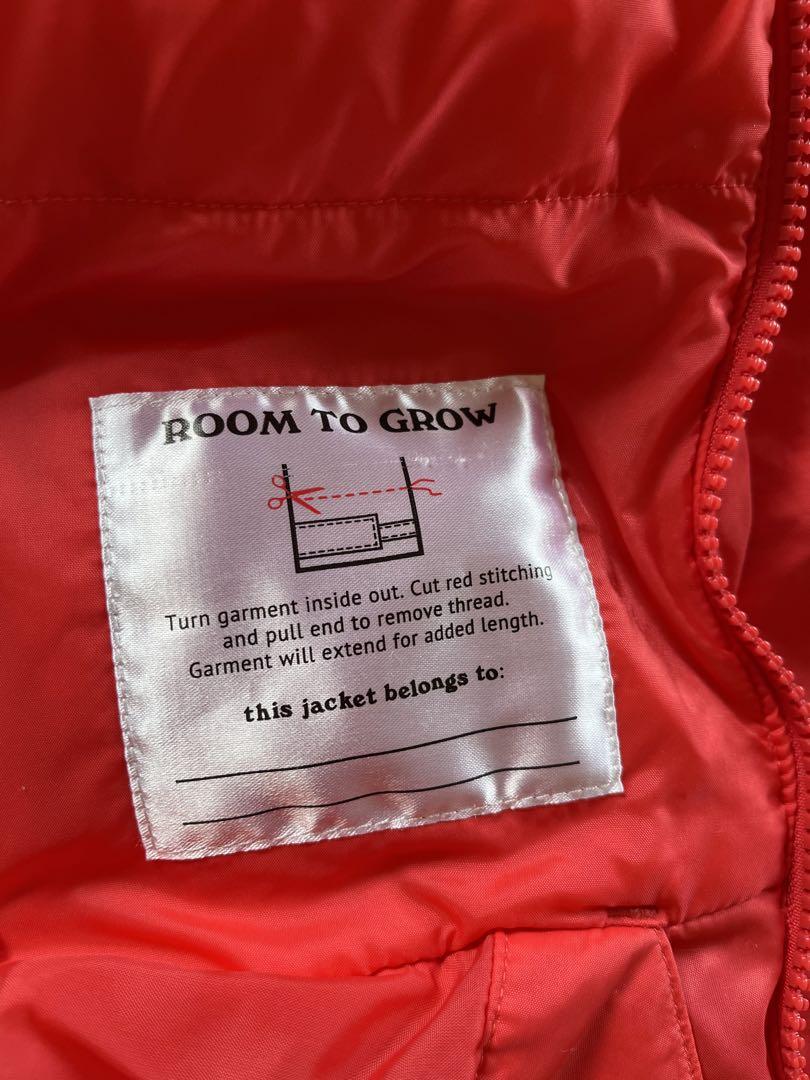 ROOM TO GROW
Turn garment inside out. Cut red stitching
and pull end to remove thread.
Garment will extend for added length.
this jacket belongs to: